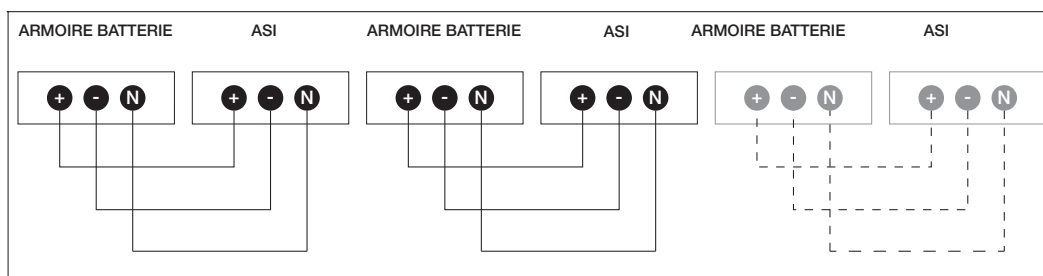 ARMOIRE BATTERIE ASI ARMOIRE BATTERIE ASI ARMOIRE BATTERIE ASI
+ - N + - N + - N + - N + - N + - N